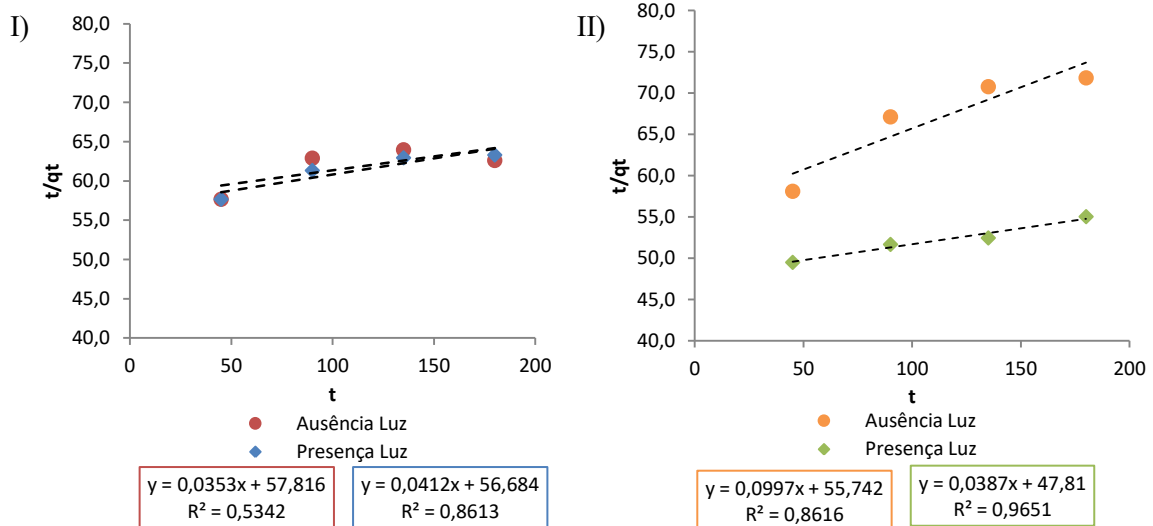 I)
80,0
75,0
70,0
65,0
60,0
55,0
50,0
45,0
40,0
t/qt
0 50 100 150 200
t
Ausência Luz
Presença Luz
y = 0,0353x + 57,816
R² = 0,5342
y = 0,0412x + 56,684
R² = 0,8613
II)
80,0
75,0
70,0
65,0
60,0
55,0
50,0
45,0
40,0
t/qt
0 50 100 150 200
t
Ausência Luz
Presença Luz
y = 0,0997x + 55,742
R² = 0,8616
y = 0,0387x + 47,81
R² = 0,9651